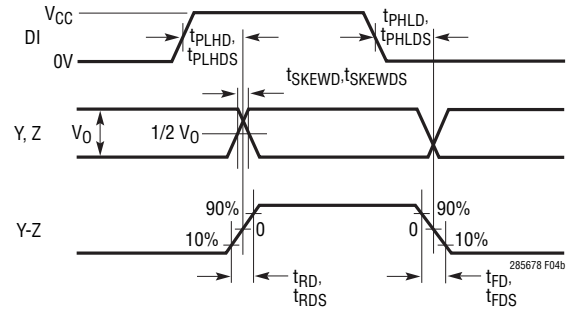 VCC
DI
0V
tPLHD,
tPLHDS
tPHLD,
tPHLDS
tSKEWD,tSKEWDS
Y, Z
VO
1/2 VO
Y-Z
90%
10%
0
0
90%
10%
285678 F04b
tRD,
tRDS
tFD,
tFDS